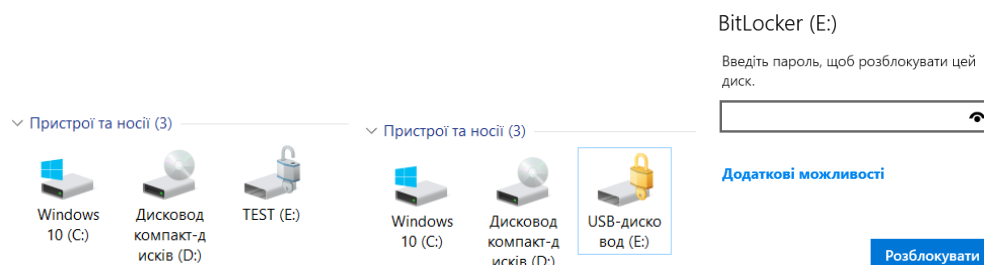 BitLocker (E:)
Введіть пароль, щоб розблокувати цей
диск.
Пристрої та носії (3)
Windows
10 (C:)
Дисковод
компакт-д
исків (D:)
TEST (E:)
Пристрої та носії (3)
Windows
10 (C:)
Дисковод
компакт-д
исків (D:)
USB-диско
вод (E:)
Додаткові можливості
Розблокувати